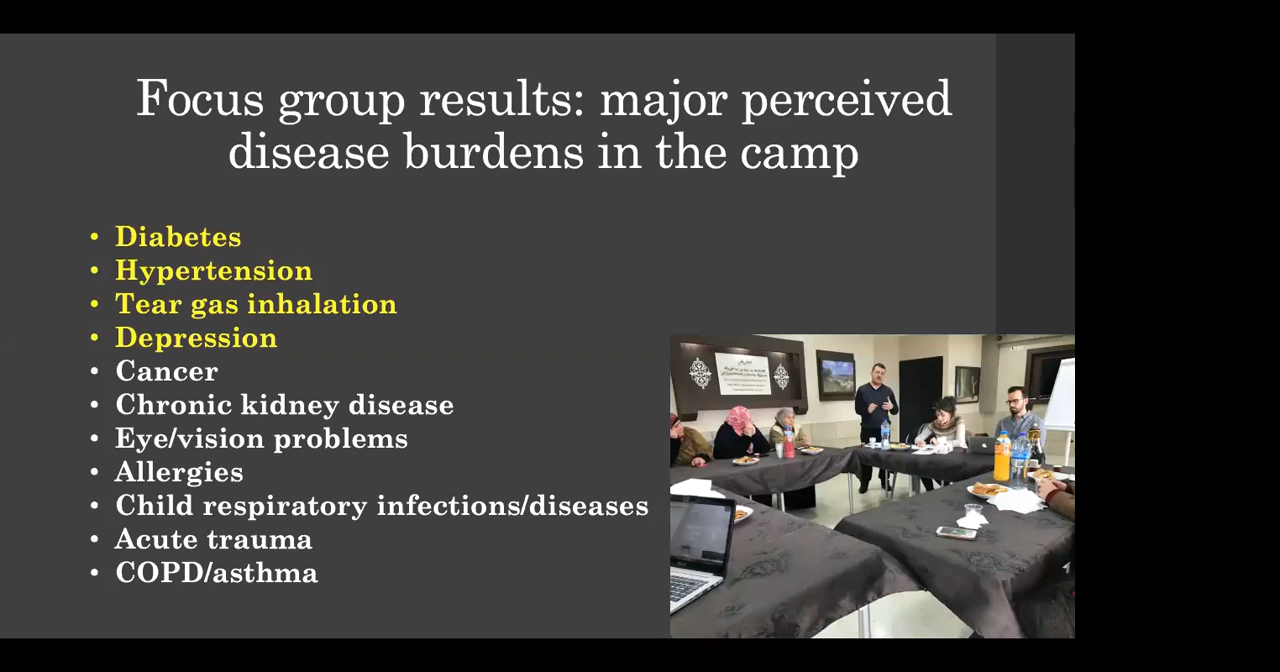 Focus group results: major perceived
disease burdens in the camp
• Diabetes
• Hypertension
• Tear gas inhalation
• Depression
• Cancer
• Chronic kidney disease
• Eye/vision problems
• Allergies
• Child respiratory infections/diseases
• Acute trauma
• COPD/asthma